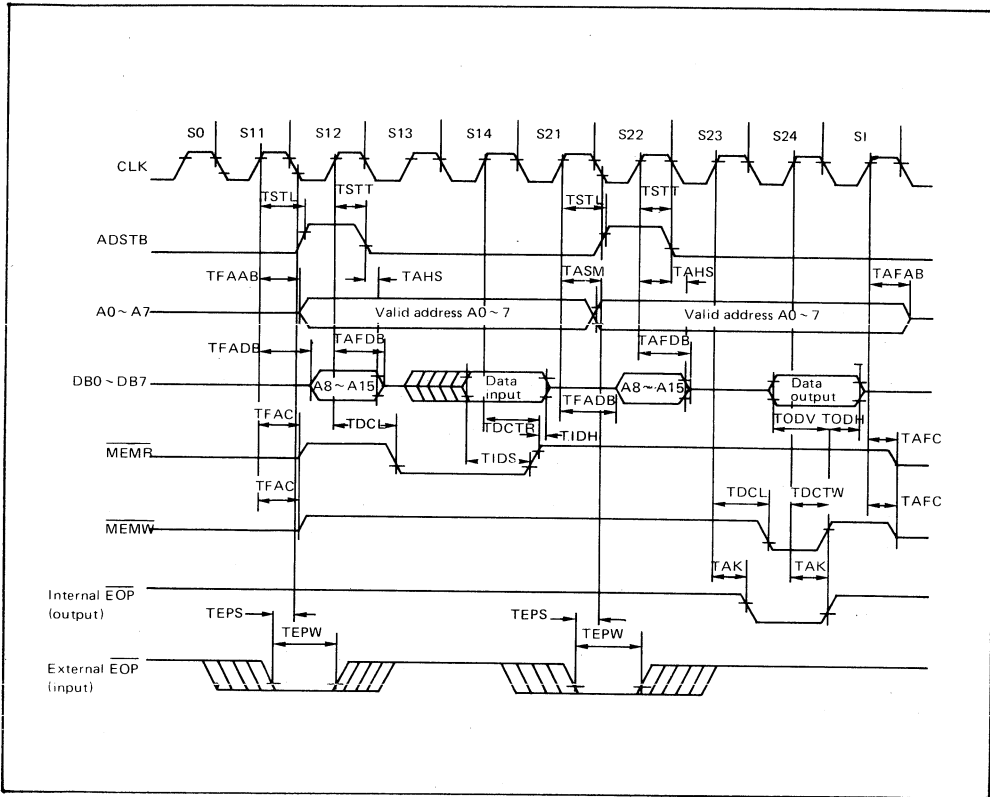 S0 S11 S12 S13 S14 S21 S22 S23 S24 SI
CLK
TSTL TSTT TSTL TSTT
ADSTB
TFAAB TAHS TASM TAHS TAFAB
A0~A7 Valid address A0~7 Valid address A0~7
TFADB TAFDB TAFDB
DB0~DB7 A8~A15 Data input A8~A15 Data output
TFADB
TFAC TDCL TDCTR TIDH TODV TODH TAFC
MEMR TIDS
TFAC TDCL TDCTW TAFC
MEMW
TAK TAK
Internal EOP
(output)
TEPS TEPS
TEPW TEPW
External EOP
(input)